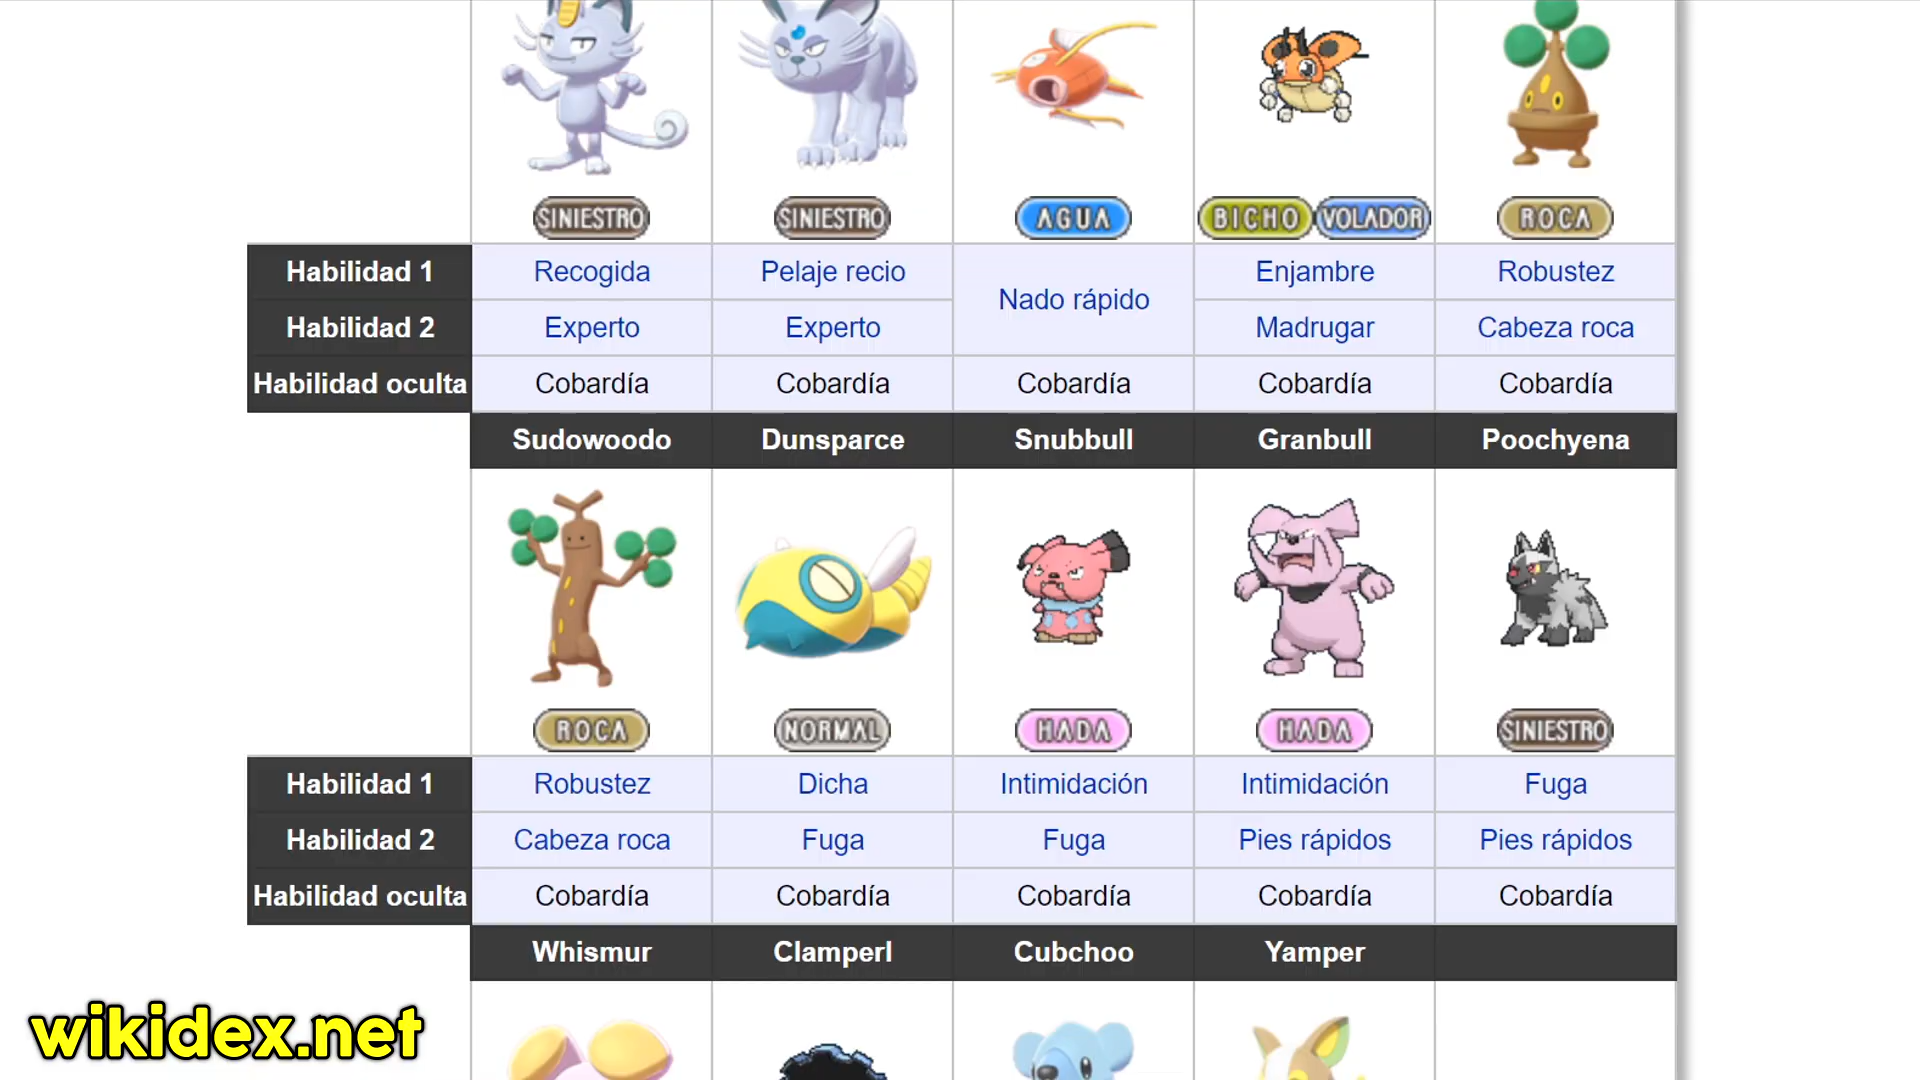 SINIESTRO SINIESTRO AGUA BICHO VOLADOR ROCA
Habilidad 1 Recogida Pelaje recio Nado rápido Enjambre Robustez
Habilidad 2 Experto Experto Madrugar Cabeza roca
Habilidad oculta Cobardía Cobardía Cobardía Cobardía Cobardía
Sudowoodo Dunsparce Snubbull Granbull Poochyena
ROCA NORMAL HADA HADA SINIESTRO
Habilidad 1 Robustez Dicha Intimidación Intimidación Fuga
Habilidad 2 Cabeza roca Fuga Fuga Pies rápidos Pies rápidos
Habilidad oculta Cobardía Cobardía Cobardía Cobardía Cobardía
Whismur Clamperl Cubchoo Yamper
wikidex.net